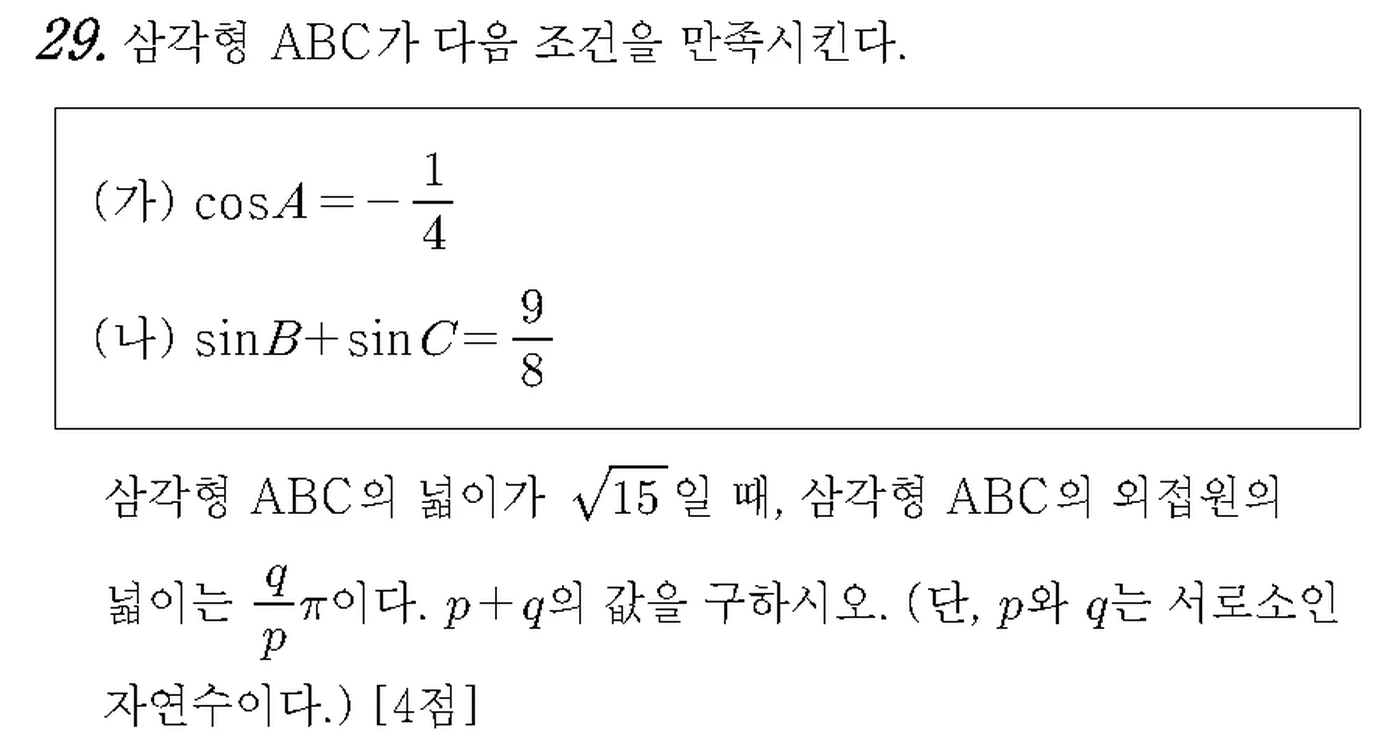 29. 삼각형 ABC가 다음 조건을 만족시킨다.
(가) cosA=-1/4
(나) sinB+sinC=9/8
삼각형 ABC의 넓이가 √15일 때, 삼각형 ABC의 외접원의
넓이는 q/p π이다. p+q의 값을 구하시오. (단, p와 q는 서로소인
자연수이다.) [4점]